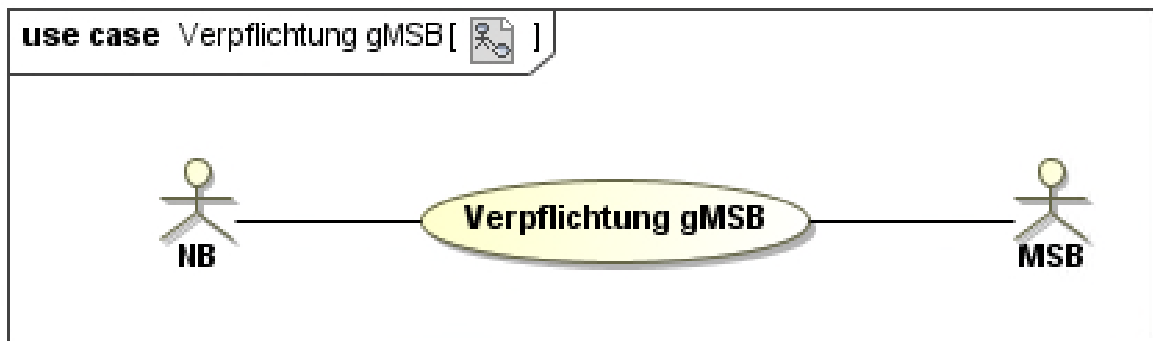 use case Verpflichtung gMSB [ ]
Verpflichtung gMSB
NB
MSB